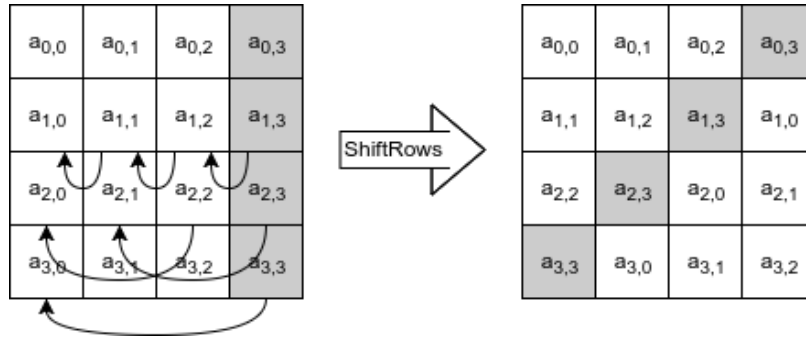 a0,0 a0,1 a0,2 a0,3 a0,0 a0,1 a0,2 a0,3
a1,0 a1,1 a1,2 a1,3 a1,1 a1,2 a1,3 a1,0
ShiftRows
a2,0 a2,1 a2,2 a2,3 a2,2 a2,3 a2,0 a2,1
a3,0 a3,1 a3,2 a3,3 a3,3 a3,0 a3,1 a3,2